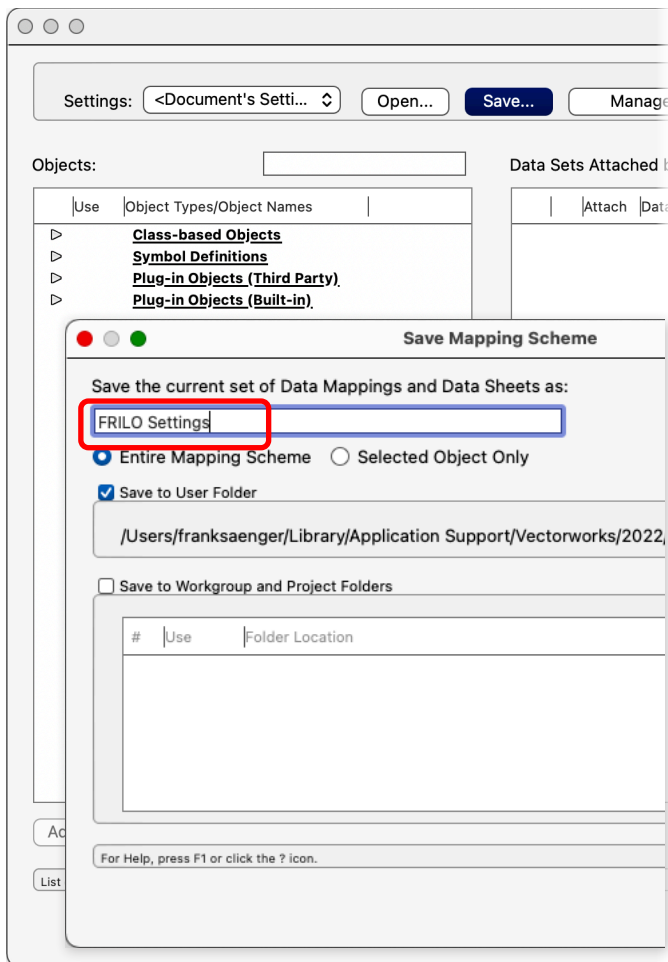 Settings: <Document's Setti... Open... Save... Manage
Objects: Data Sets Attached
Use Object Types/Object Names Attach Data
Class-based Objects
Symbol Definitions
Plug-in Objects (Third Party)
Plug-in Objects (Built-in)
Save Mapping Scheme
Save the current set of Data Mappings and Data Sheets as:
FRILO Settings
Entire Mapping Scheme Selected Object Only
Save to User Folder
/Users/franksaenger/Library/Application Support/Vectorworks/2022/
Save to Workgroup and Project Folders
# Use Folder Location
For Help, press F1 or click the ? icon.
List